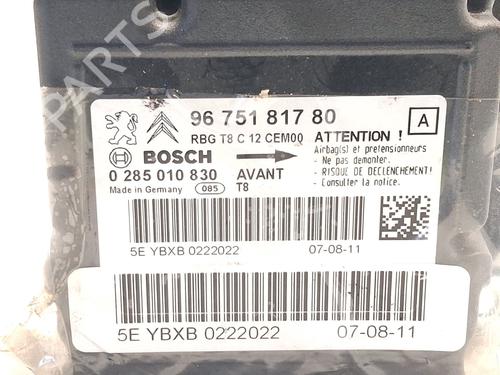 96 751 817 80
A
RBG T8 C 12 CEM00
ATTENTION !
BOSCH
Airbag(s) et pretensionneurs
- Ne pas demonter.
0 285 010 830 AVANT
- RISQUE DE DECLENCHEMENT!
Made in Germany 085 T8
- Consulter la notice.
5E YBXB 0222022 07-08-11
5E YBXB 0222022 07-08-11
PARTS